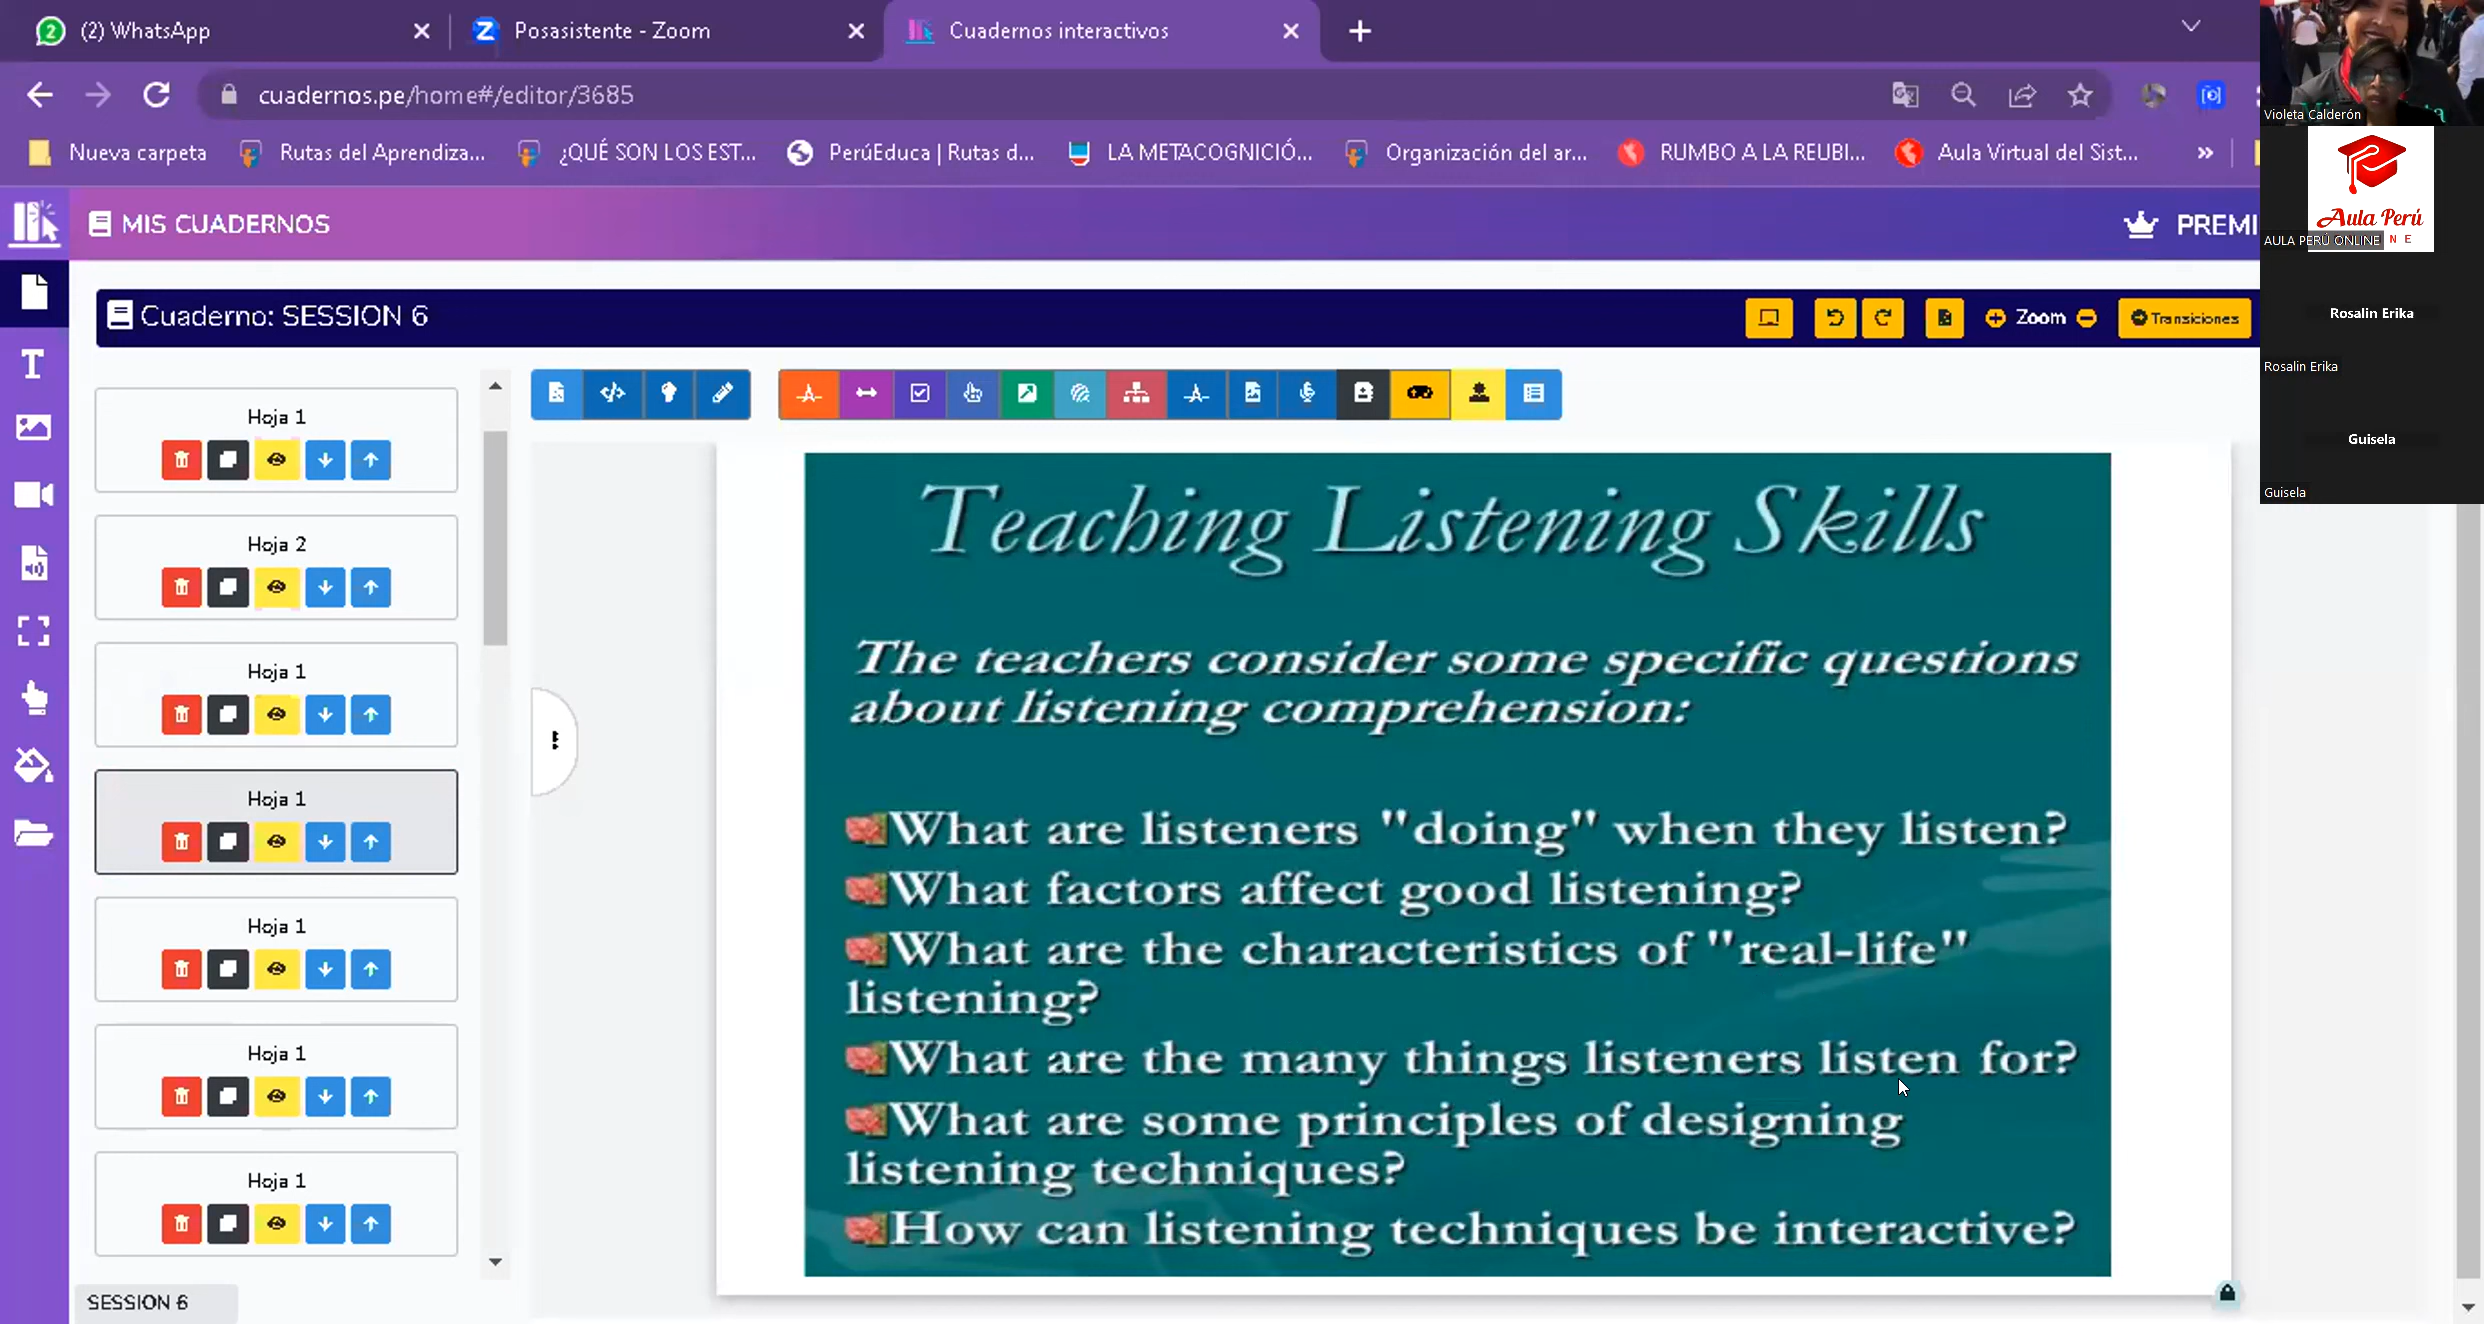 (2) WhatsApp
Posasistente - Zoom
Cuadernos interactivos
cuadernos.pe/home#/editor/3685
Nueva carpeta
Rutas del Aprendiza...
¿QUÉ SON LOS EST...
PerúEduca | Rutas d...
LA METACOGNICIÓ...
Organización del ar...
RUMBO A LA REUBI...
Aula Virtual del Sist...
»
MIS CUADERNOS
PREMI
Cuaderno: SESSION 6
Zoom
Transiciones
Hoja 1
Hoja 2
Hoja 1
Hoja 1
Hoja 1
Hoja 1
Hoja 1
SESSION 6
Teaching Listening Skills
The teachers consider some specific questions
about listening comprehension:
What are listeners "doing" when they listen?
What factors affect good listening?
What are the characteristics of "real-life"
listening?
What are the many things listeners listen for?
What are some principles of designing
listening techniques?
How can listening techniques be interactive?
Violeta Calderón
Aula Perú
N E
AULA PERÚ ONLINE
Rosalin Erika
Rosalin Erika
Guisela
Guisela